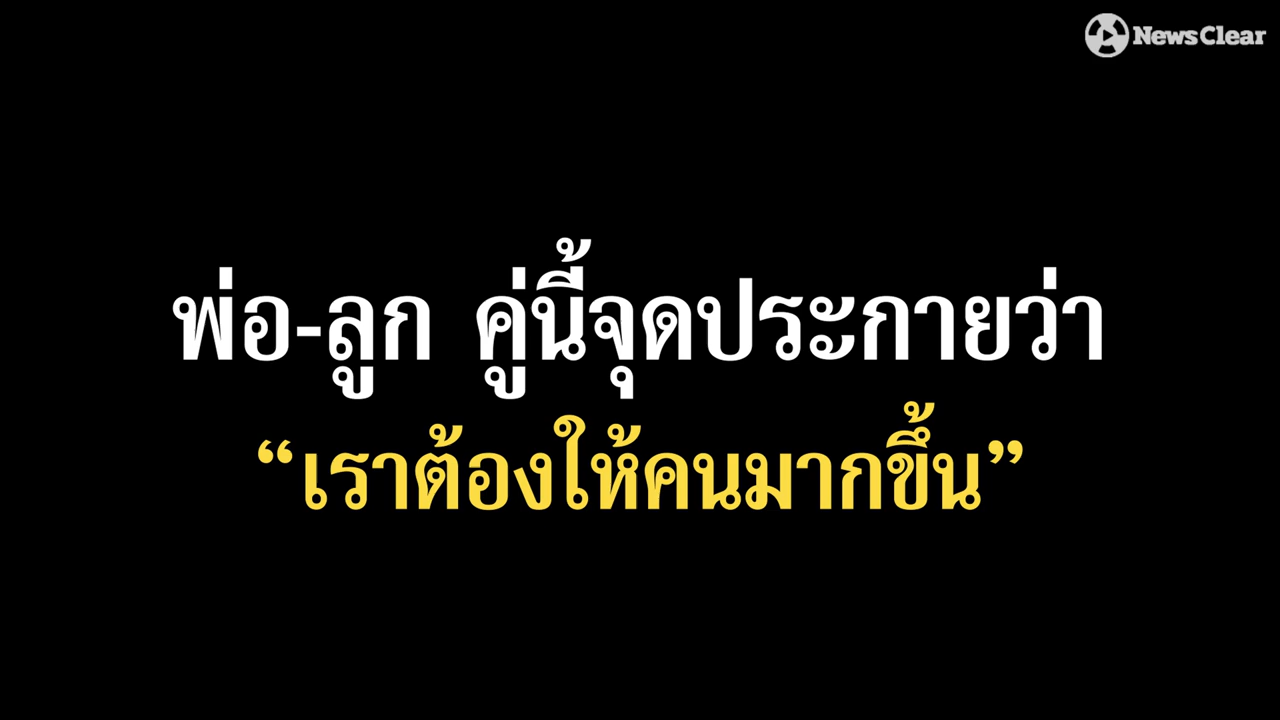 NewsClear
พ่อ-ลูก คู่นี้จุดประกายว่า
“เราต้องให้คนมากขึ้น”